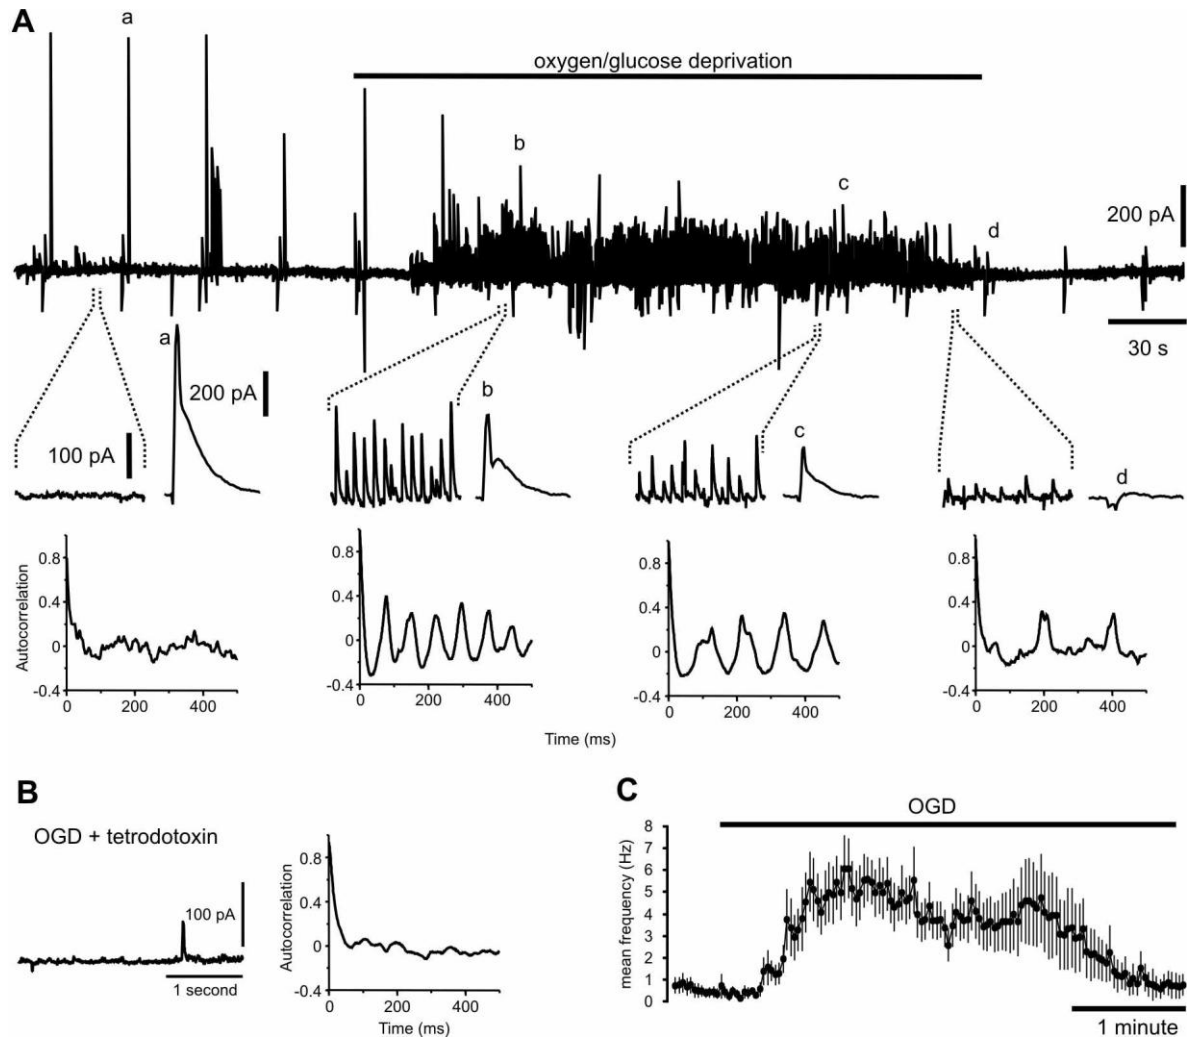 A
a
oxygen/glucose deprivation
b
c
d
200 pA
30 s
a
200 pA
100 pA
b
c
d
Autocorrelation
0.8
0.4
0
-0.4
0 200 400
0.8
0.4
0
-0.4
0 200 400
0.8
0.4
0
-0.4
0 200 400
0.8
0.4
0
-0.4
0 200 400
Time (ms)
B
OGD + tetrodotoxin
100 pA
1 second
Autocorrelation
0.8
0.4
0
-0.4
0 200 400
Time (ms)
C
OGD
mean frequency (Hz)
8
7
6
5
4
3
2
1
0
1 minute